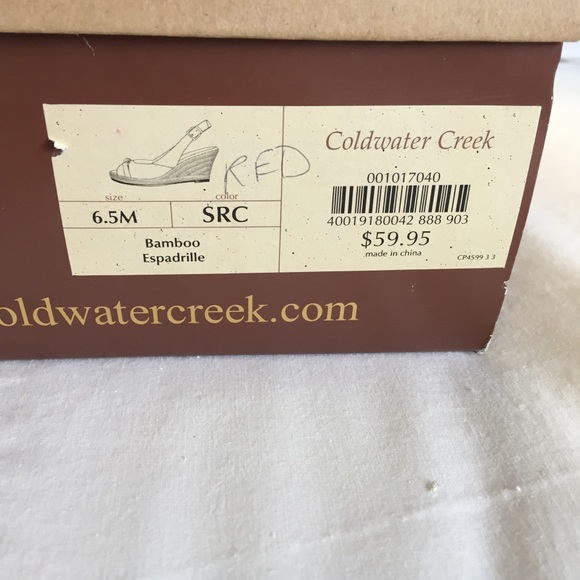 size
color
RED
6.5M
SRC
Bamboo
Espadrille
Coldwater Creek
001017040
40019180042 888 903
$59.95
made in china
CP4599 3 3
oldwatercreek.com